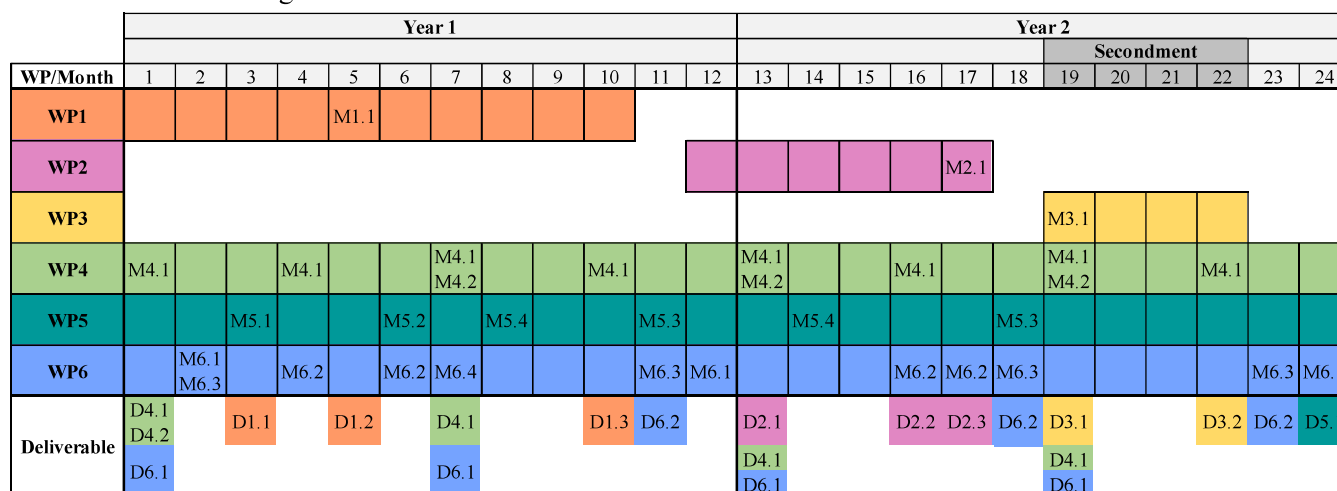 Year 1 Year 2
Secondment
WP/Month 1 2 3 4 5 6 7 8 9 10 11 12 13 14 15 16 17 18 19 20 21 22 23 24
WP1 M1.1
WP2 M2.1
WP3 M3.1
WP4 M4.1 M4.1 M4.1 M4.2 M4.1 M4.1 M4.2 M4.1 M4.1 M4.2 M4.1
WP5 M5.1 M5.2 M5.4 M5.3 M5.4 M5.3
WP6 M6.1 M6.3 M6.2 M6.2 M6.4 M6.3 M6.1 M6.2 M6.2 M6.3 M6.3 M6.
Deliverable
D4.1 D4.2 D1.1 D1.2 D4.1 D1.3 D6.2 D2.1 D2.2 D2.3 D6.2 D3.1 D3.2 D6.2 D5.
D4.1 D4.1
D6.1 D6.1 D6.1 D6.1